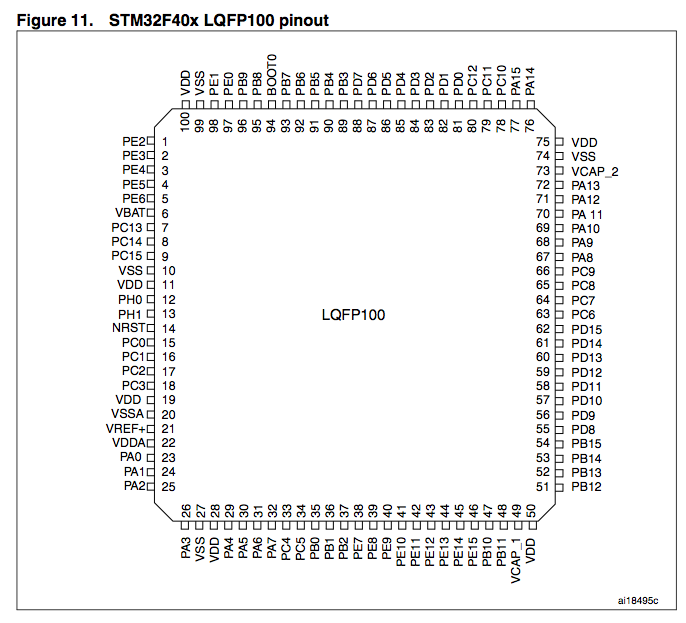 Figure 11. STM32F40x LQFP100 pinout
VDD VSS PE1 PE0 PB9 PB8 BOOT0 PB7 PB6 PB5 PB4 PB3 PD7 PD6 PD5 PD4 PD3 PD2 PD1 PD0 PC12 PC11 PC10 PA15 PA14
100 99 98 97 96 95 94 93 92 91 90 89 88 87 86 85 84 83 82 81 80 79 78 77 76
PE2 1 75 VDD
PE3 2 74 VSS
PE4 3 73 VCAP_2
PE5 4 72 PA13
PE6 5 71 PA12
VBAT 6 70 PA 11
PC13 7 69 PA10
PC14 8 68 PA9
PC15 9 67 PA8
VSS 10 66 PC9
VDD 11 65 PC8
PH0 12 64 PC7
PH1 13 63 PC6
NRST 14 62 PD15
PC0 15 61 PD14
PC1 16 60 PD13
PC2 17 59 PD12
PC3 18 58 PD11
VDD 19 57 PD10
VSSA 20 56 PD9
VREF+ 21 55 PD8
VDDA 22 54 PB15
PA0 23 53 PB14
PA1 24 52 PB13
PA2 25 51 PB12
LQFP100
26 27 28 29 30 31 32 33 34 35 36 37 38 39 40 41 42 43 44 45 46 47 48 49 50
PA3 VSS VDD PA4 PA5 PA6 PA7 PC4 PC5 PB0 PB1 PB2 PE7 PE8 PE9 PE10 PE11 PE12 PE13 PE14 PE15 PB10 PB11 VCAP_1 VDD
ai18495c